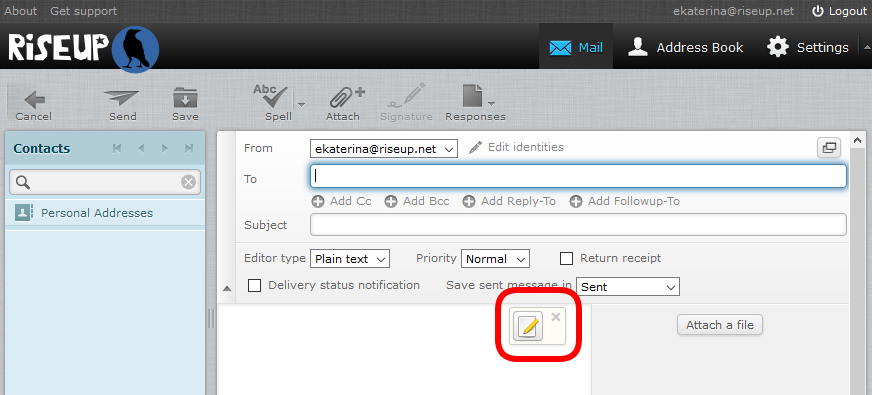 About Get support ekaterina@riseup.net Logout
RISEUP Mail Address Book Settings
Abc
Cancel Send Save Spell Attach Signature Responses
Contacts
Personal Addresses
From ekaterina@riseup.net Edit identities
To
Add Cc Add Bcc Add Reply-To Add Followup-To
Subject
Editor type Plain text Priority Normal Return receipt
Delivery status notification Save sent message in Sent
Attach a file